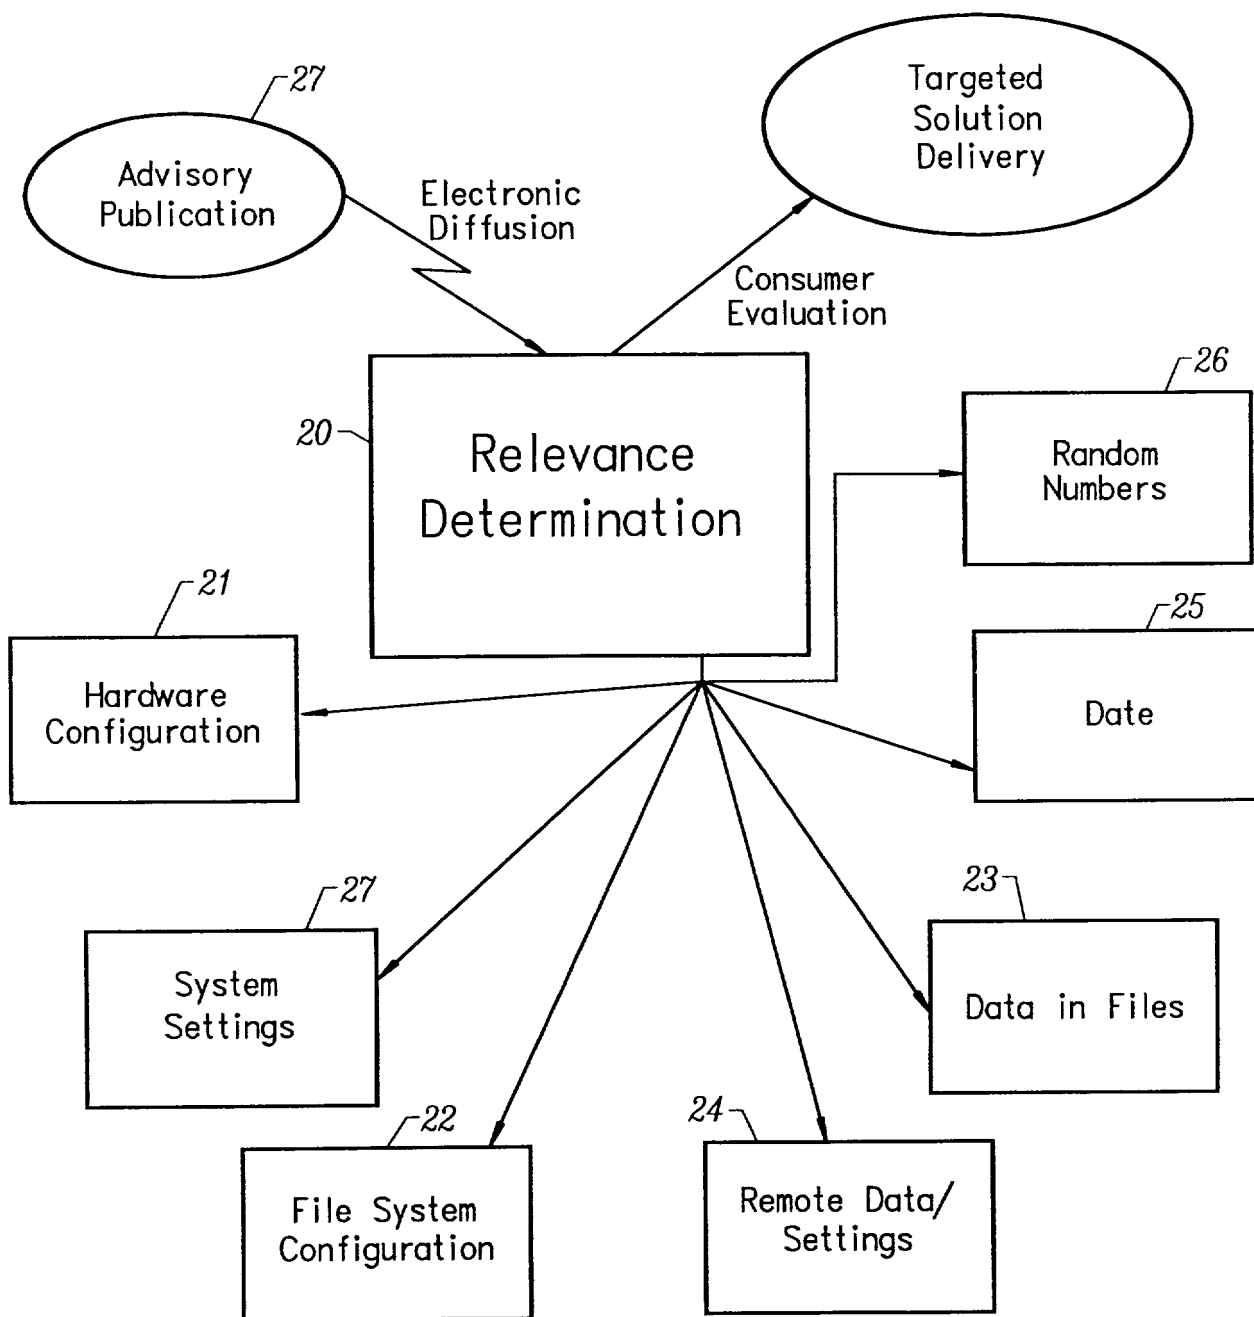 27
Advisory
Publication
Targeted
Solution
Delivery
Electronic
Diffusion
Consumer
Evaluation
20
Relevance
Determination
26
Random
Numbers
21
Hardware
Configuration
25
Date
27
System
Settings
23
Data in Files
22
File System
Configuration
24
Remote Data/
Settings